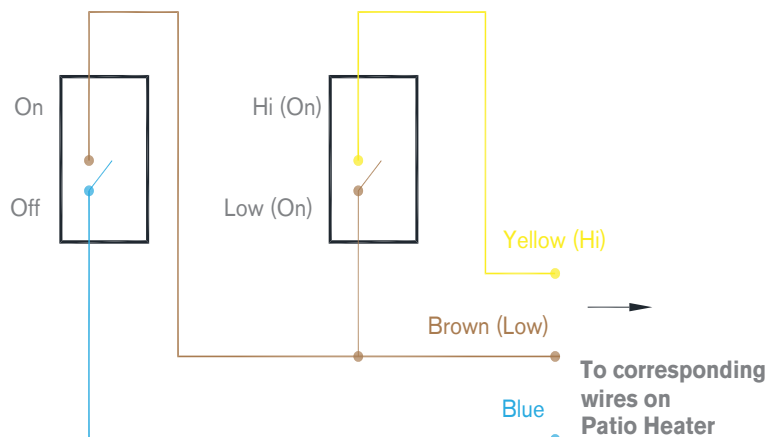 On
Hi (On)
Off
Low (On)
Yellow (Hi)
Brown (Low)
To corresponding
wires on
Blue
Patio Heater